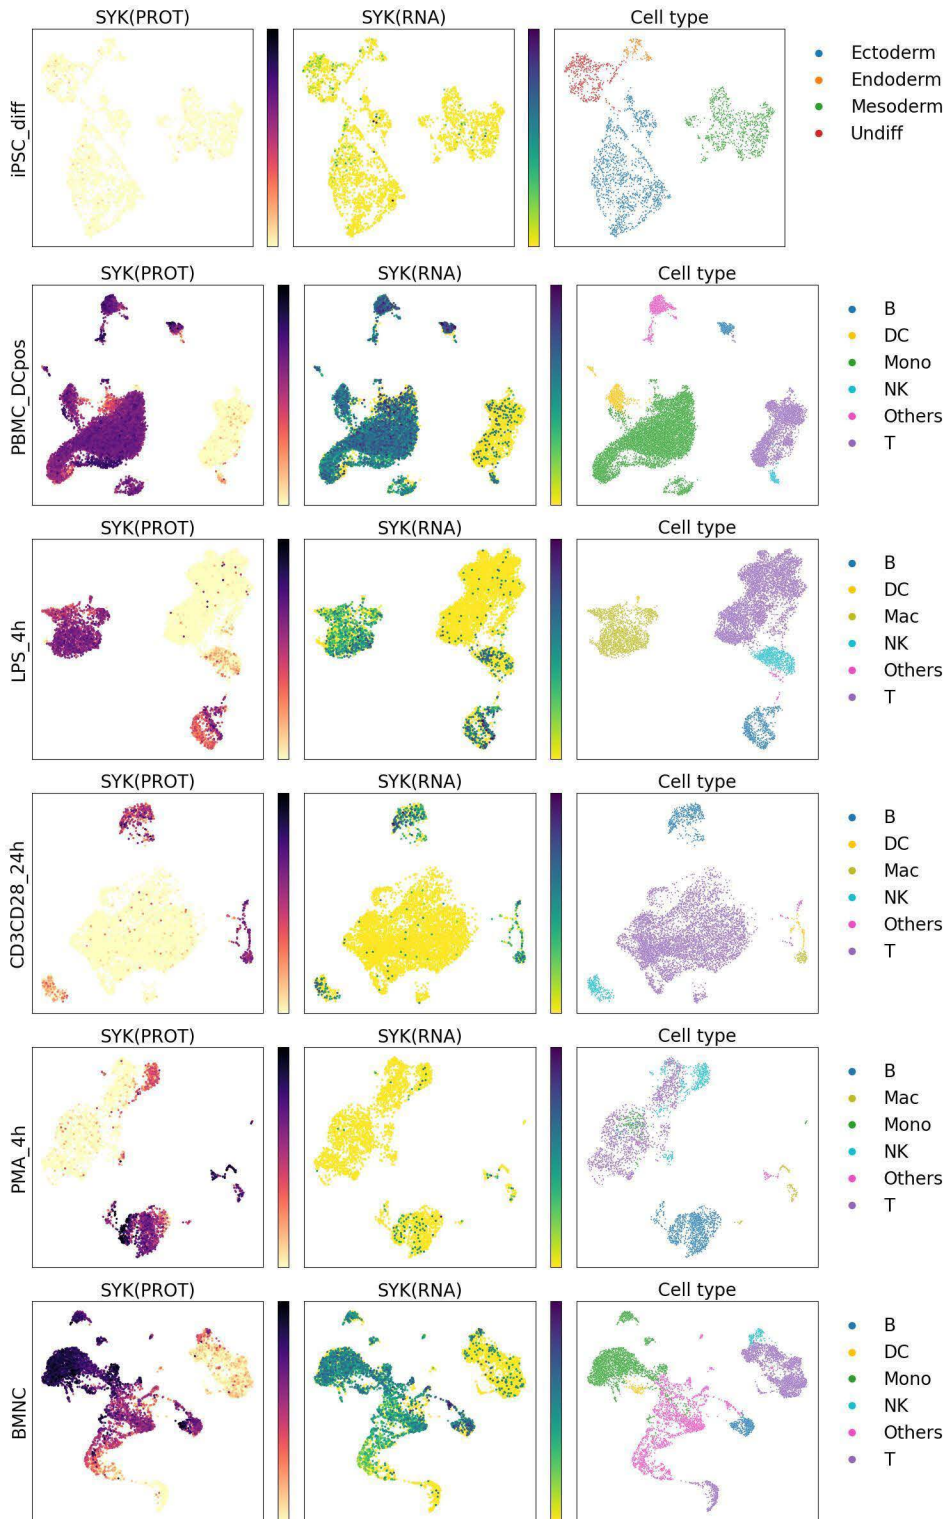 SYK(PROT) SYK(RNA) Cell type
iPSC_diff
Ectoderm
Endoderm
Mesoderm
Undiff
SYK(PROT) SYK(RNA) Cell type
PBMC_DCpos
B
DC
Mono
NK
Others
T
SYK(PROT) SYK(RNA) Cell type
LPS_4h
B
DC
Mac
NK
Others
T
SYK(PROT) SYK(RNA) Cell type
CD3CD28_24h
B
DC
Mac
NK
Others
T
SYK(PROT) SYK(RNA) Cell type
PMA_4h
B
Mac
Mono
NK
Others
T
SYK(PROT) SYK(RNA) Cell type
BMNC
B
DC
Mono
NK
Others
T